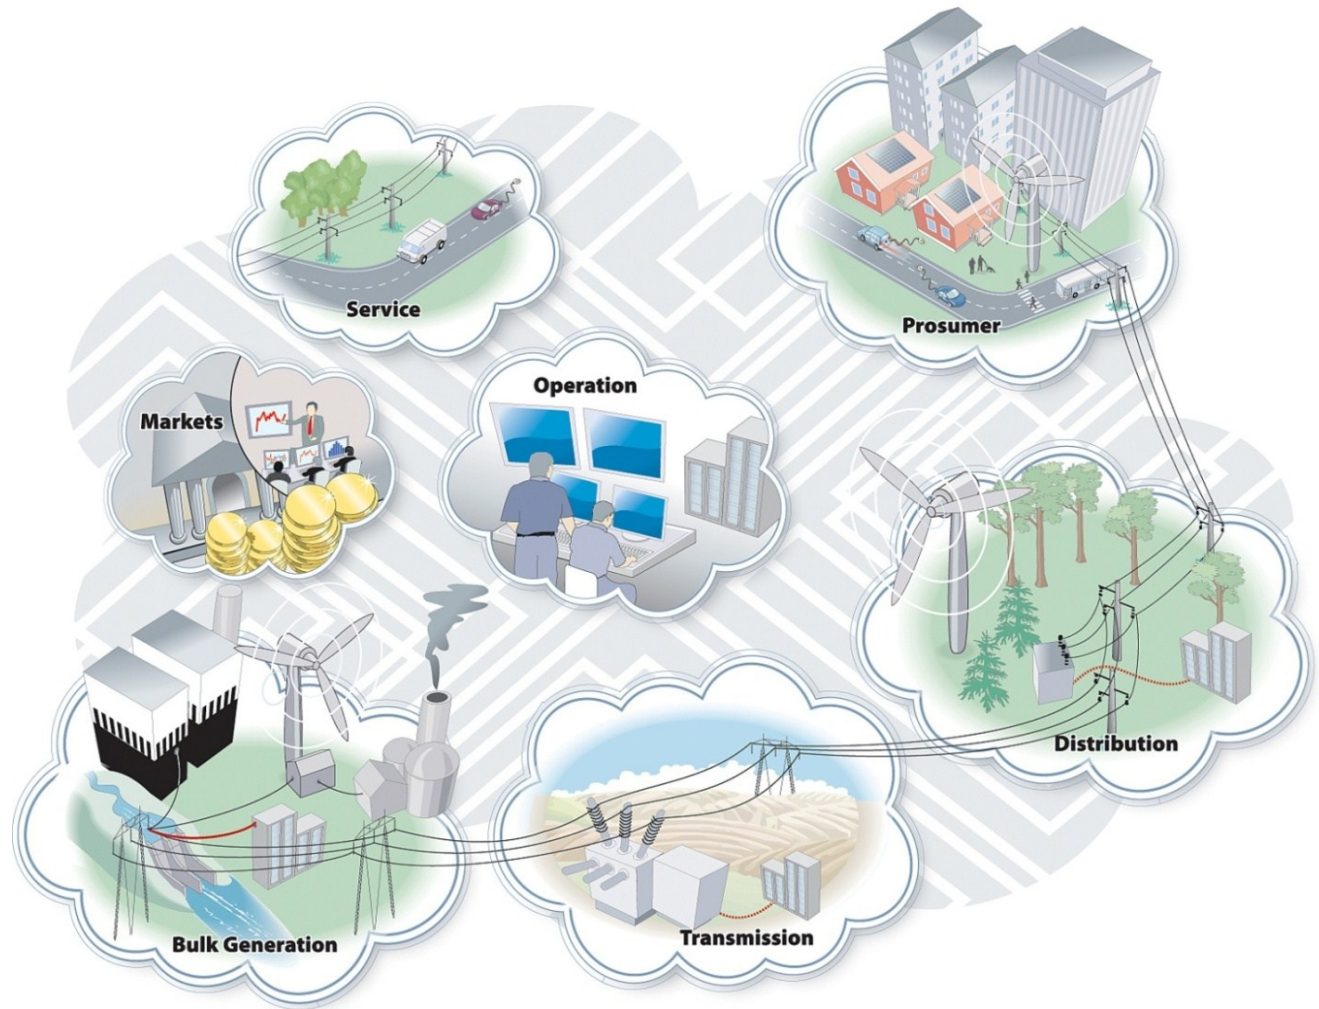 Service
Prosumer
Markets
Operation
Distribution
Bulk Generation
Transmission